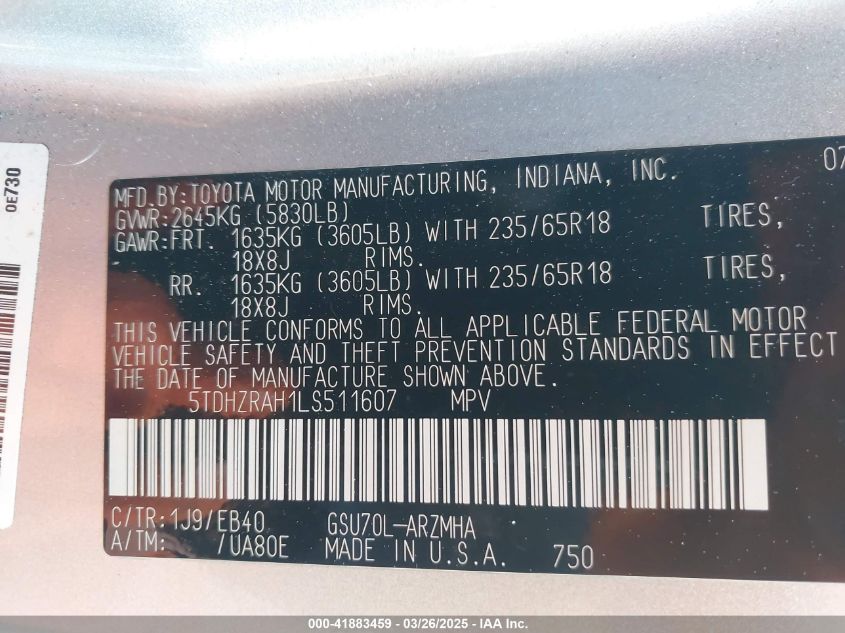 OE730
MFD.BY:TOYOTA MOTOR MANUFACTURING, INDIANA, INC. 07
GVWR:2645KG (5830LB)
GAWR:FRT. 1635KG (3605LB) WITH 235/65R18 TIRES,
18X8J RIMS.
RR. 1635KG (3605LB) WITH 235/65R18 TIRES,
18X8J RIMS.
THIS VEHICLE CONFORMS TO ALL APPLICABLE FEDERAL MOTOR
VEHICLE SAFETY AND THEFT PREVENTION STANDARDS IN EFFECT
THE DATE OF MANUFACTURE SHOWN ABOVE.
5TDHZRAH1LS511607 MPV
C/TR:1J9/EB40 GSU70L-ARZMHA
A/TM: /UA80E MADE IN U.S.A. 750
000-41883459 - 03/26/2025 - IAA Inc.